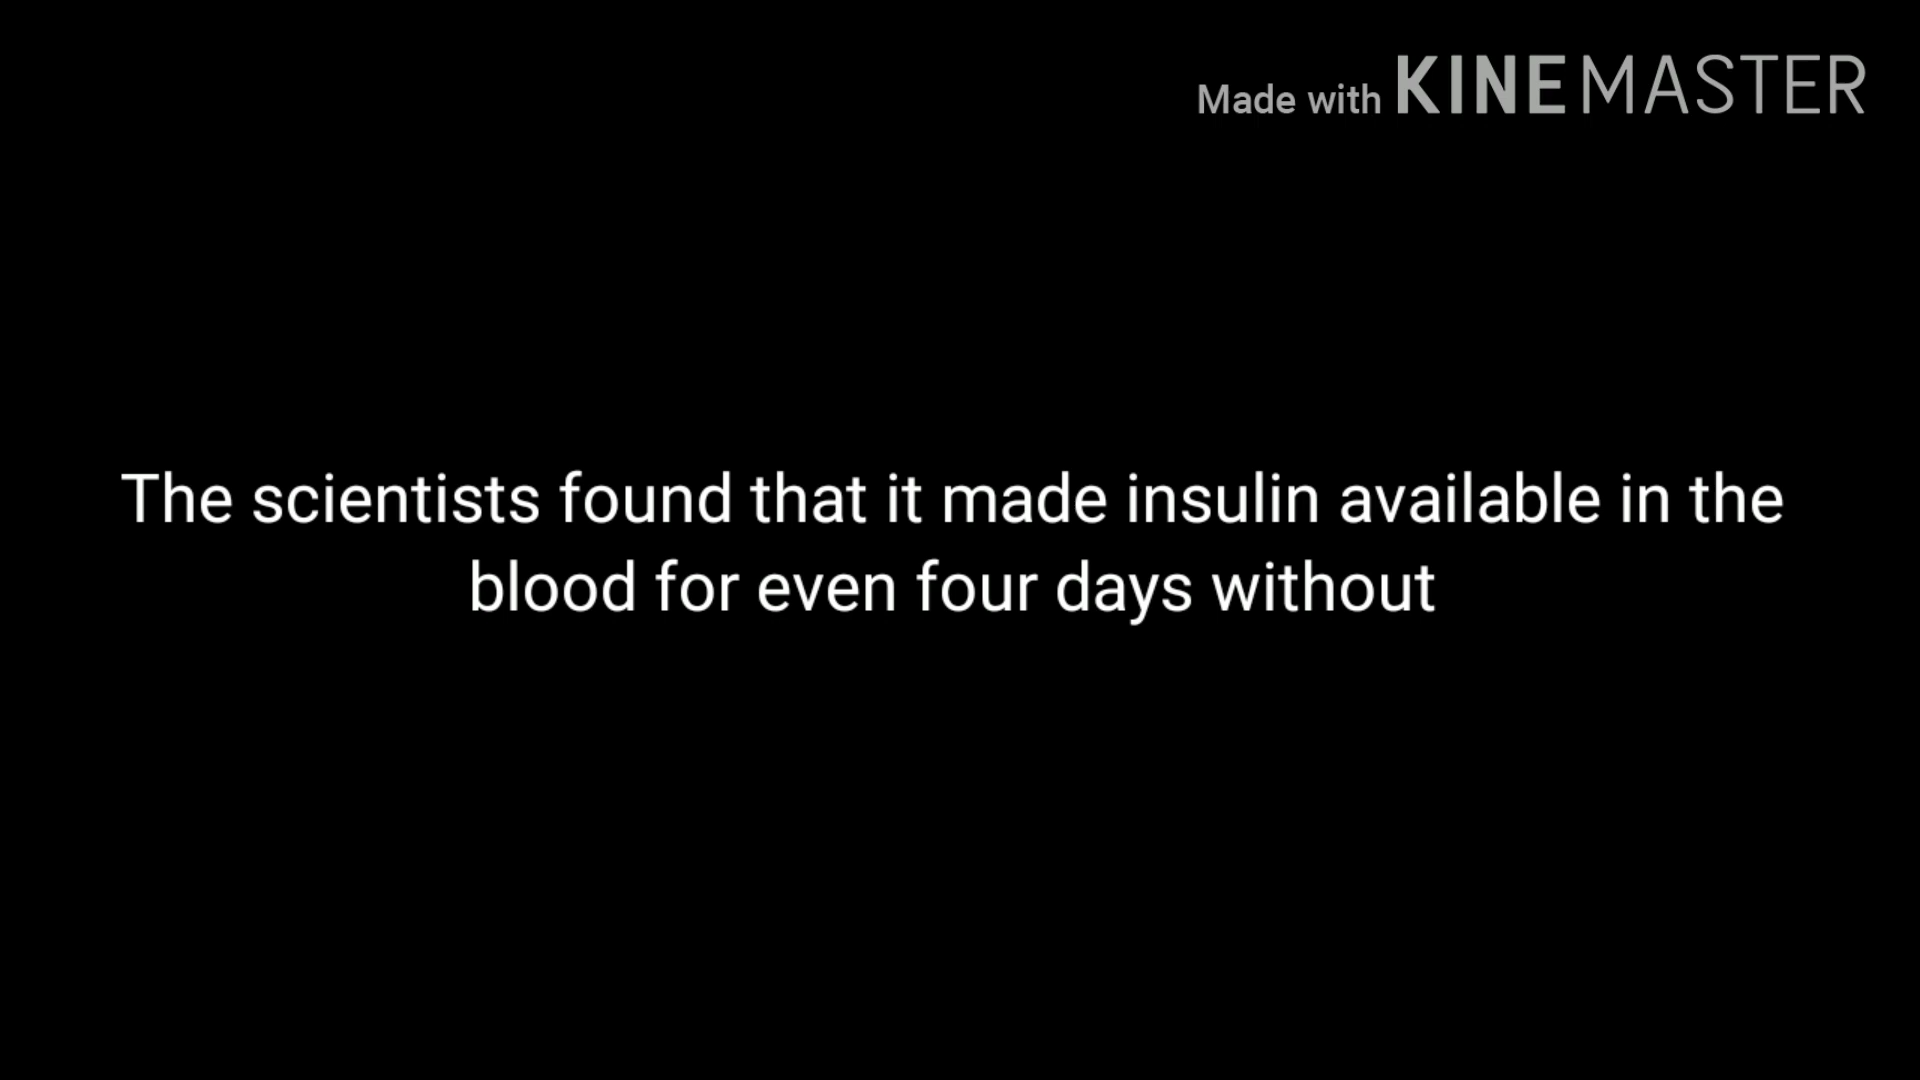 Made with KINEMASTER
The scientists found that it made insulin available in the
blood for even four days without